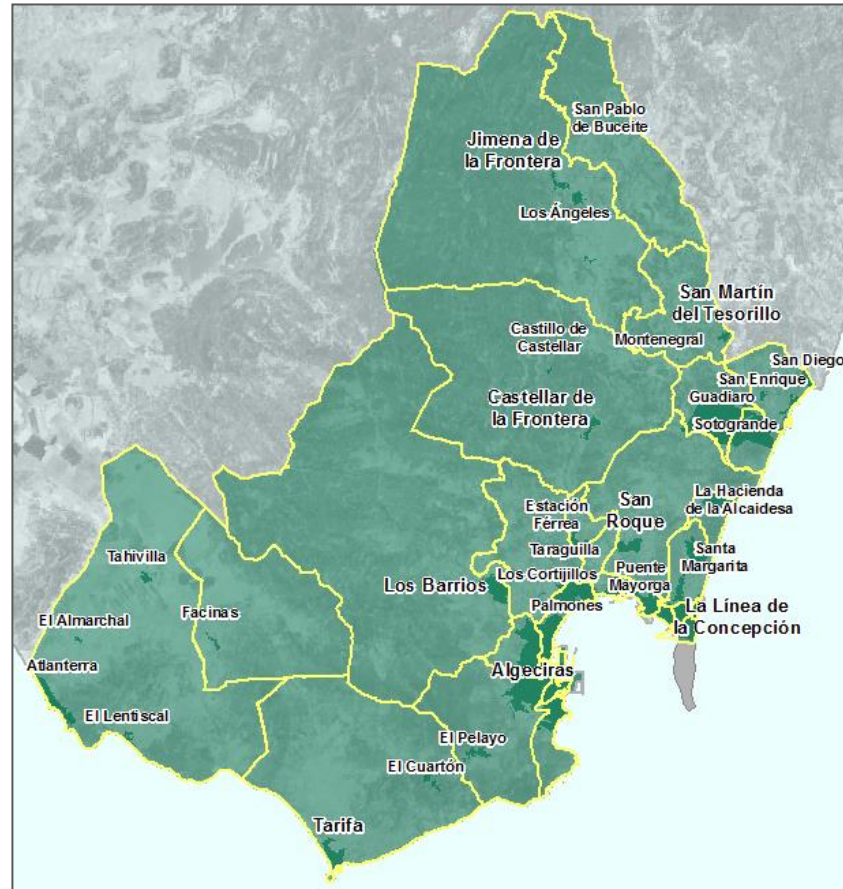 San Pablo
de Buceite
Jimena de
la Frontera
Los Ángeles
San Martín
del Tesorillo
Castillo de
Castellar
Montenegral
San Diego
San Enrique
Guadiaro
Castellar de
la Frontera
Sotogrande
La Hacienda
de la Alcaidesa
Estación
Férrea
San
Roque
Taraguilla
Santa
Margarita
Tahivilla
Los Cortijillos
Puente
Mayorga
Los Barrios
Palmones
La Línea de
la Concepción
El Almarchal
Facinas
Atlanterra
Algeciras
El Lentiscal
El Pelayo
El Cuartón
Tarifa